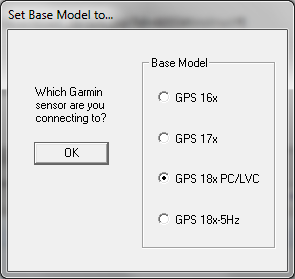 Set Base Model to...
Which Garmin
sensor are you
connecting to?
OK
Base Model
GPS 16x
GPS 17x
GPS 18x PC/LVC
GPS 18x-5Hz